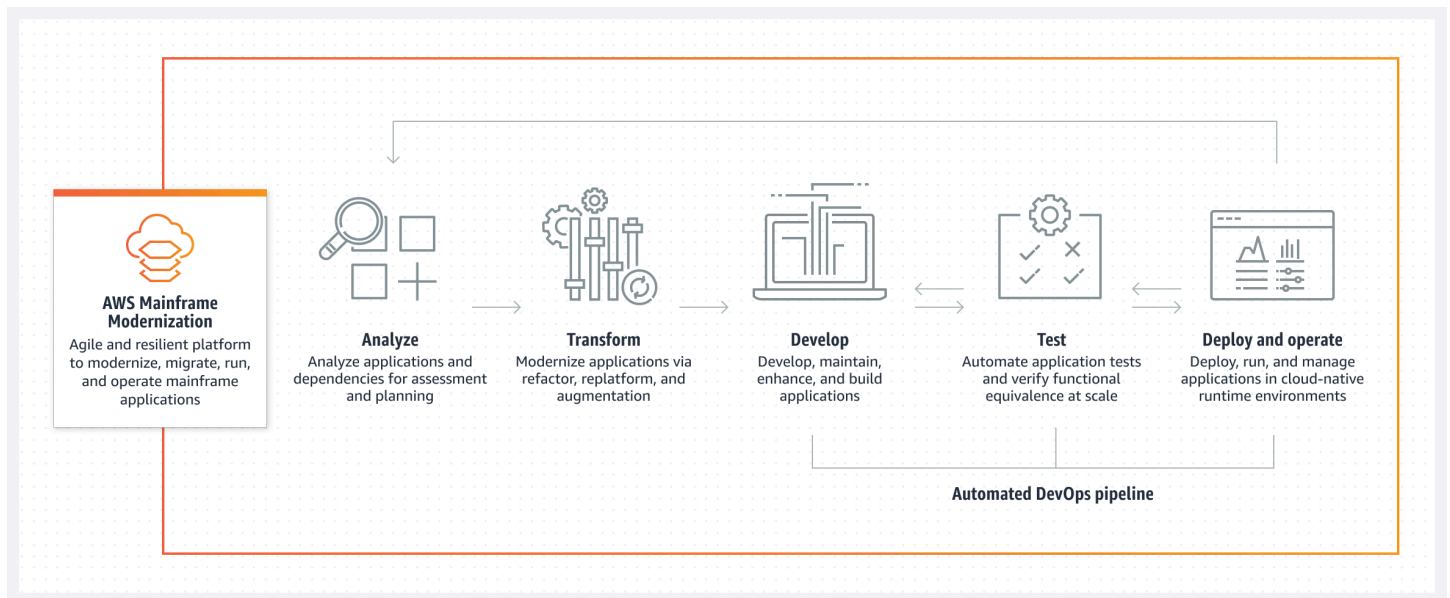 AWS Mainframe
Modernization
Agile and resilient platform
to modernize, migrate, run,
and operate mainframe
applications
Analyze
Analyze applications and
dependencies for assessment
and planning
Transform
Modernize applications via
refactor, replatform, and
augmentation
Develop
Develop, maintain,
enhance, and build
applications
Test
Automate application tests
and verify functional
equivalence at scale
Deploy and operate
Deploy, run, and manage
applications in cloud-native
runtime environments
Automated DevOps pipeline